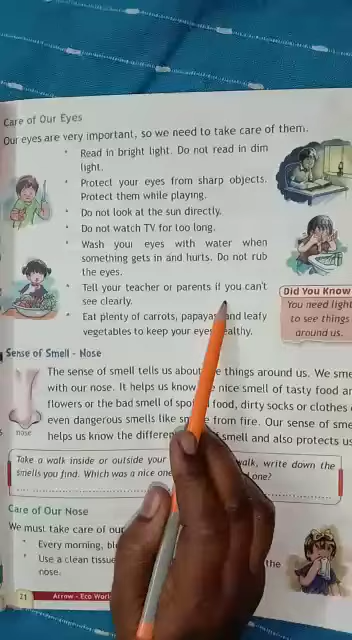 Care of Our Eyes
Our eyes are very important, so we need to take care of them.
* Read in bright light. Do not read in dim
light.
* Protect your eyes from sharp objects.
Protect them while playing.
* Do not look at the sun directly.
* Do not watch TV for too long.
* Wash your eyes with water when
something gets in and hurts. Do not rub
the eyes.
* Tell your teacher or parents if you can't
see clearly.
* Eat plenty of carrots, papayas and leafy
vegetables to keep your eyes healthy.
Did You Know
You need light
to see things
around us.
Sense of Smell - Nose
The sense of smell tells us about the things around us. We sme
with our nose. It helps us know nice smell of tasty food ar
flowers or the bad smell of food, dirty socks or clothes
even dangerous smells like from fire. Our sense of sme
helps us know the smell and also protects us
nose
Take a walk inside or outside your walk, write down the
smells you find. Which was a nice one?
Care of Our Nose
We must take care of our
* Every morning,
* Use a clean tissue the
nose.
21 Arrow - Eco